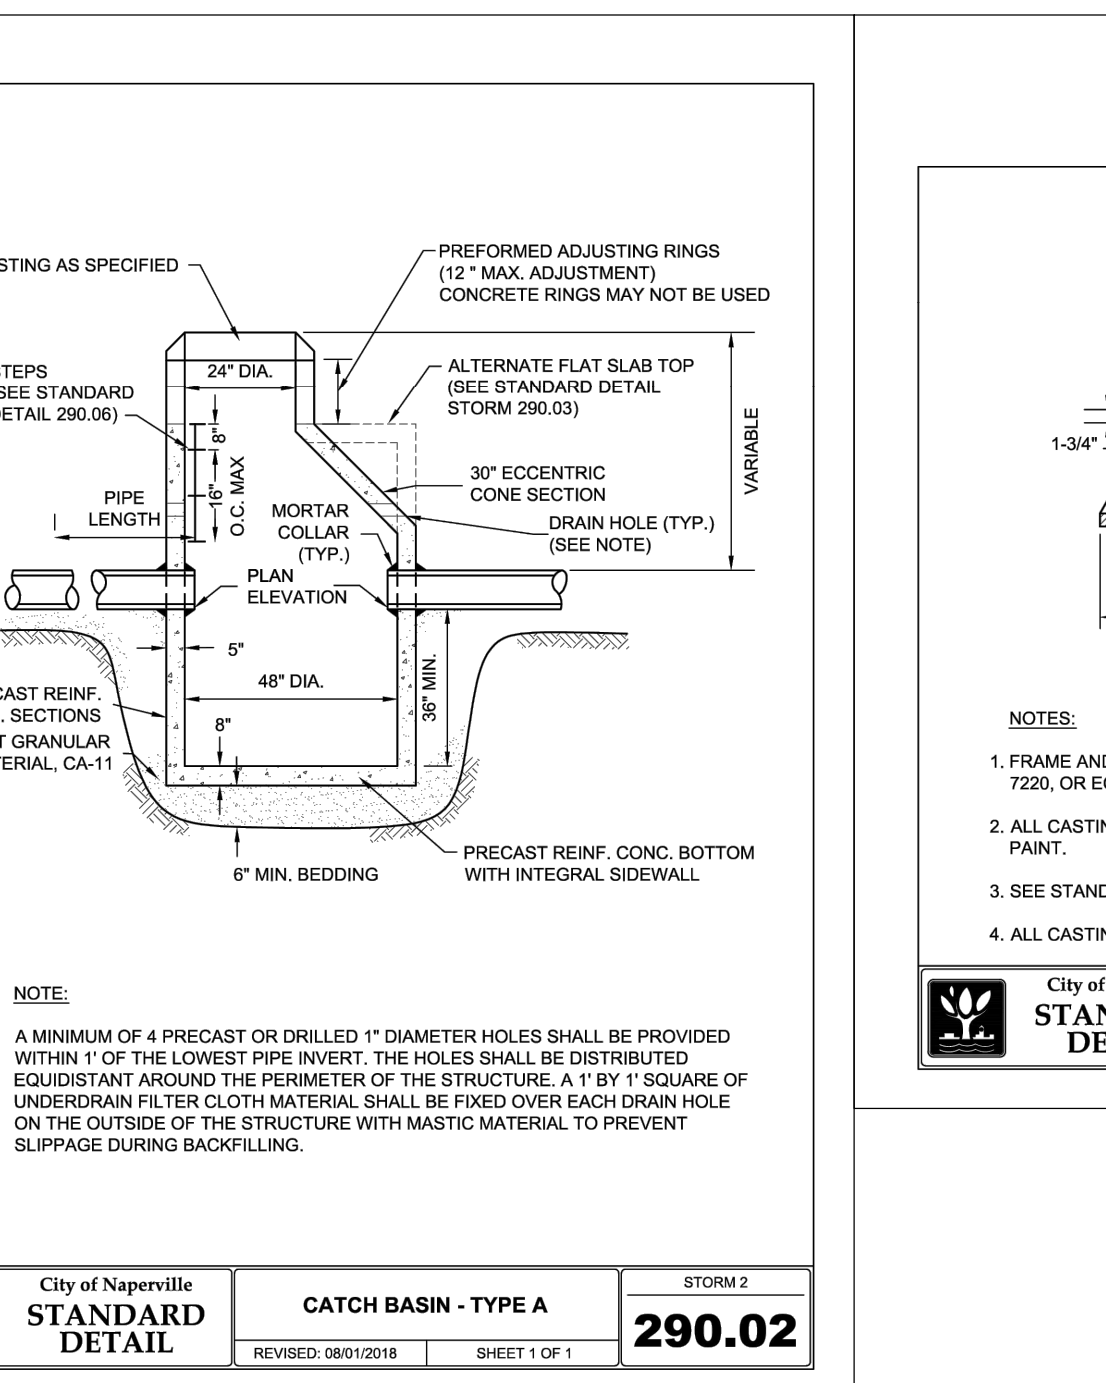 STING AS SPECIFIED
PREFORMED ADJUSTING RINGS
(12 " MAX. ADJUSTMENT)
CONCRETE RINGS MAY NOT BE USED
TEPS
SEE STANDARD
ETAIL 290.06)
24" DIA.
ALTERNATE FLAT SLAB TOP
(SEE STANDARD DETAIL
STORM 290.03)
VARIABLE
8"
16"
O.C. MAX
30" ECCENTRIC
CONE SECTION
PIPE
LENGTH
MORTAR
COLLAR
(TYP.)
DRAIN HOLE (TYP.)
(SEE NOTE)
PLAN
ELEVATION
5"
48" DIA.
36" MIN.
8"
CAST REINF.
. SECTIONS
T GRANULAR
TERIAL, CA-11
6" MIN. BEDDING
PRECAST REINF. CONC. BOTTOM
WITH INTEGRAL SIDEWALL
NOTE:
A MINIMUM OF 4 PRECAST OR DRILLED 1" DIAMETER HOLES SHALL BE PROVIDED
WITHIN 1' OF THE LOWEST PIPE INVERT. THE HOLES SHALL BE DISTRIBUTED
EQUIDISTANT AROUND THE PERIMETER OF THE STRUCTURE. A 1' BY 1' SQUARE OF
UNDERDRAIN FILTER CLOTH MATERIAL SHALL BE FIXED OVER EACH DRAIN HOLE
ON THE OUTSIDE OF THE STRUCTURE WITH MASTIC MATERIAL TO PREVENT
SLIPPAGE DURING BACKFILLING.
City of Naperville
STANDARD
DETAIL
CATCH BASIN - TYPE A
REVISED: 08/01/2018
SHEET 1 OF 1
STORM 2
290.02
1-3/4"
NOTES:
1. FRAME AND
7220, OR E
2. ALL CASTIN
PAINT.
3. SEE STAND
4. ALL CASTIN
City of
STAN
DE